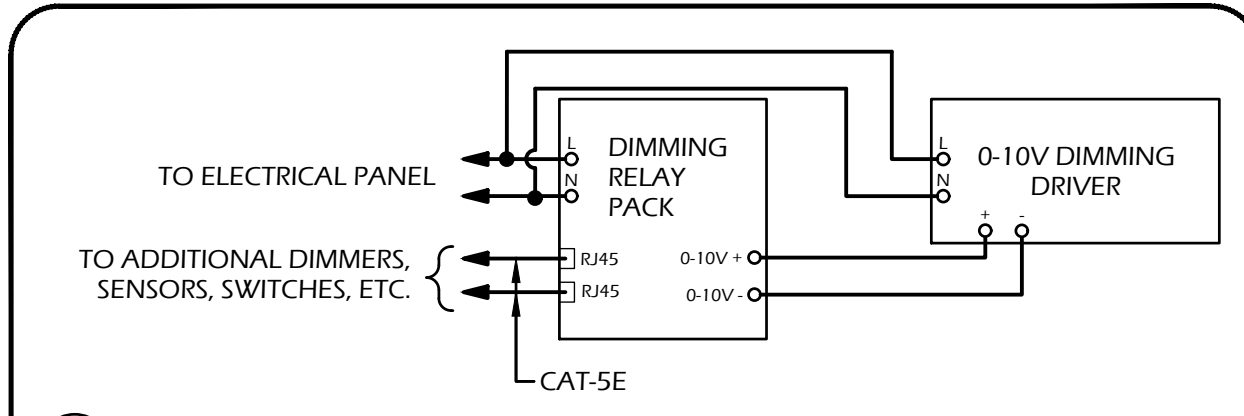 TO ELECTRICAL PANEL
TO ADDITIONAL DIMMERS,
SENSORS, SWITCHES, ETC.
L
N
DIMMING
RELAY
PACK
RJ45
RJ45
0-10V +
0-10V -
CAT-5E
L
N
0-10V DIMMING
DRIVER
+
-